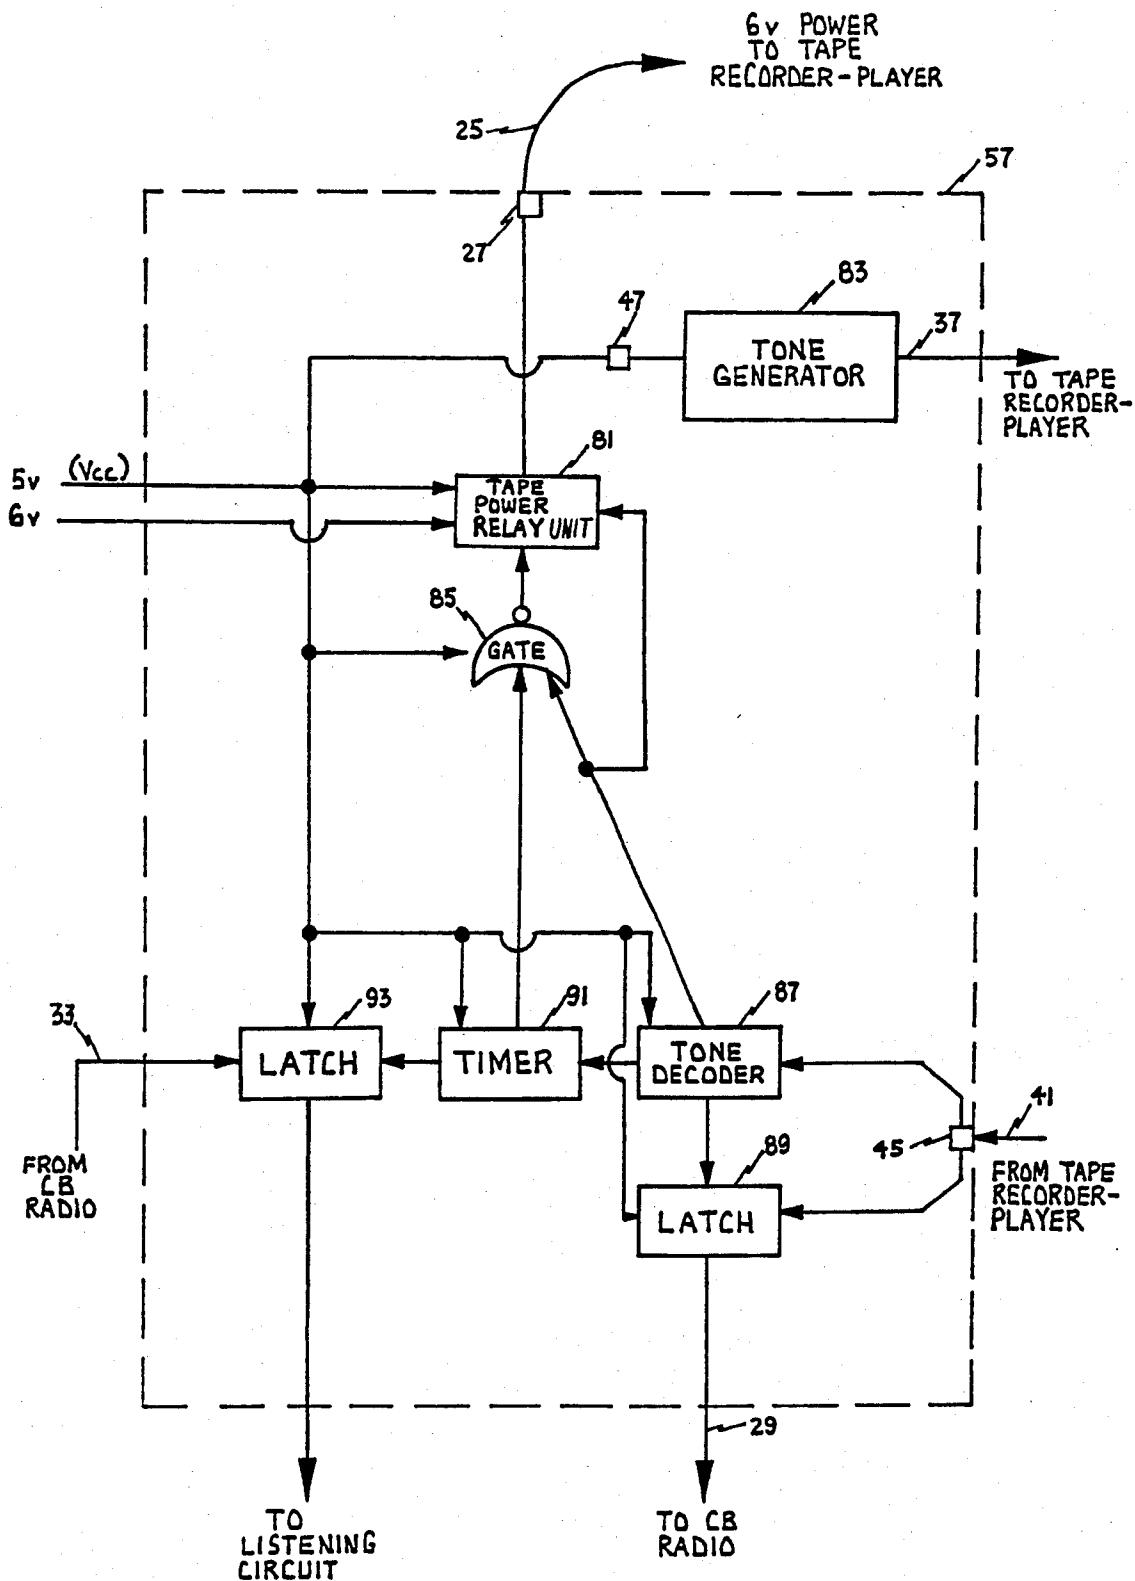 6v POWER
TO TAPE
RECORDER-PLAYER
25
57
27
47
83
37
TONE
GENERATOR
TO TAPE
RECORDER-
PLAYER
81
5v (Vcc)
6v
TAPE
POWER
RELAY UNIT
85
GATE
33
93
91
87
LATCH
TIMER
TONE
DECODER
41
45
FROM
CB
RADIO
89
FROM TAPE
RECORDER-
PLAYER
LATCH
29
TO
LISTENING
CIRCUIT
TO CB
RADIO